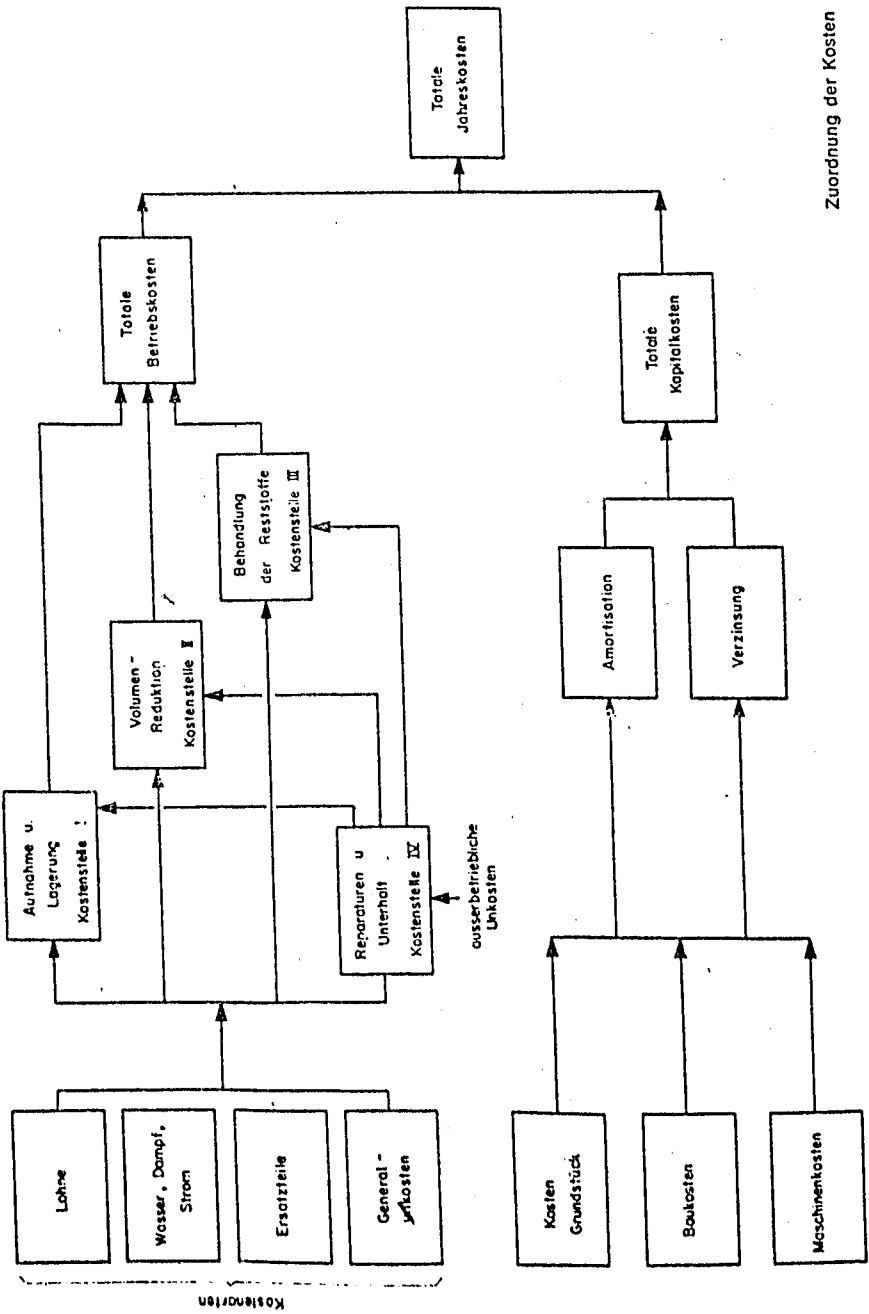 Kostenarten
Lohne
Wasser, Dampf,
Strom
Ersatzteile
General-
unkosten
Kosten
Grundstück
Baukosten
Maschinenkosten
Aufnahme u.
Lagerung
Kostenstelle I
Volumen-
Reduktion
Kostenstelle II
Behandlung
der Reststoffe
Kostenstelle III
Reparaturen u
Unterhalt
Kostenstelle IV
ausserbetriebliche
Unkosten
Amortisation
Verzinsung
Totale
Betriebskosten
Totale
Kapitalkosten
Totale
Jahreskosten
Zuordnung der Kosten